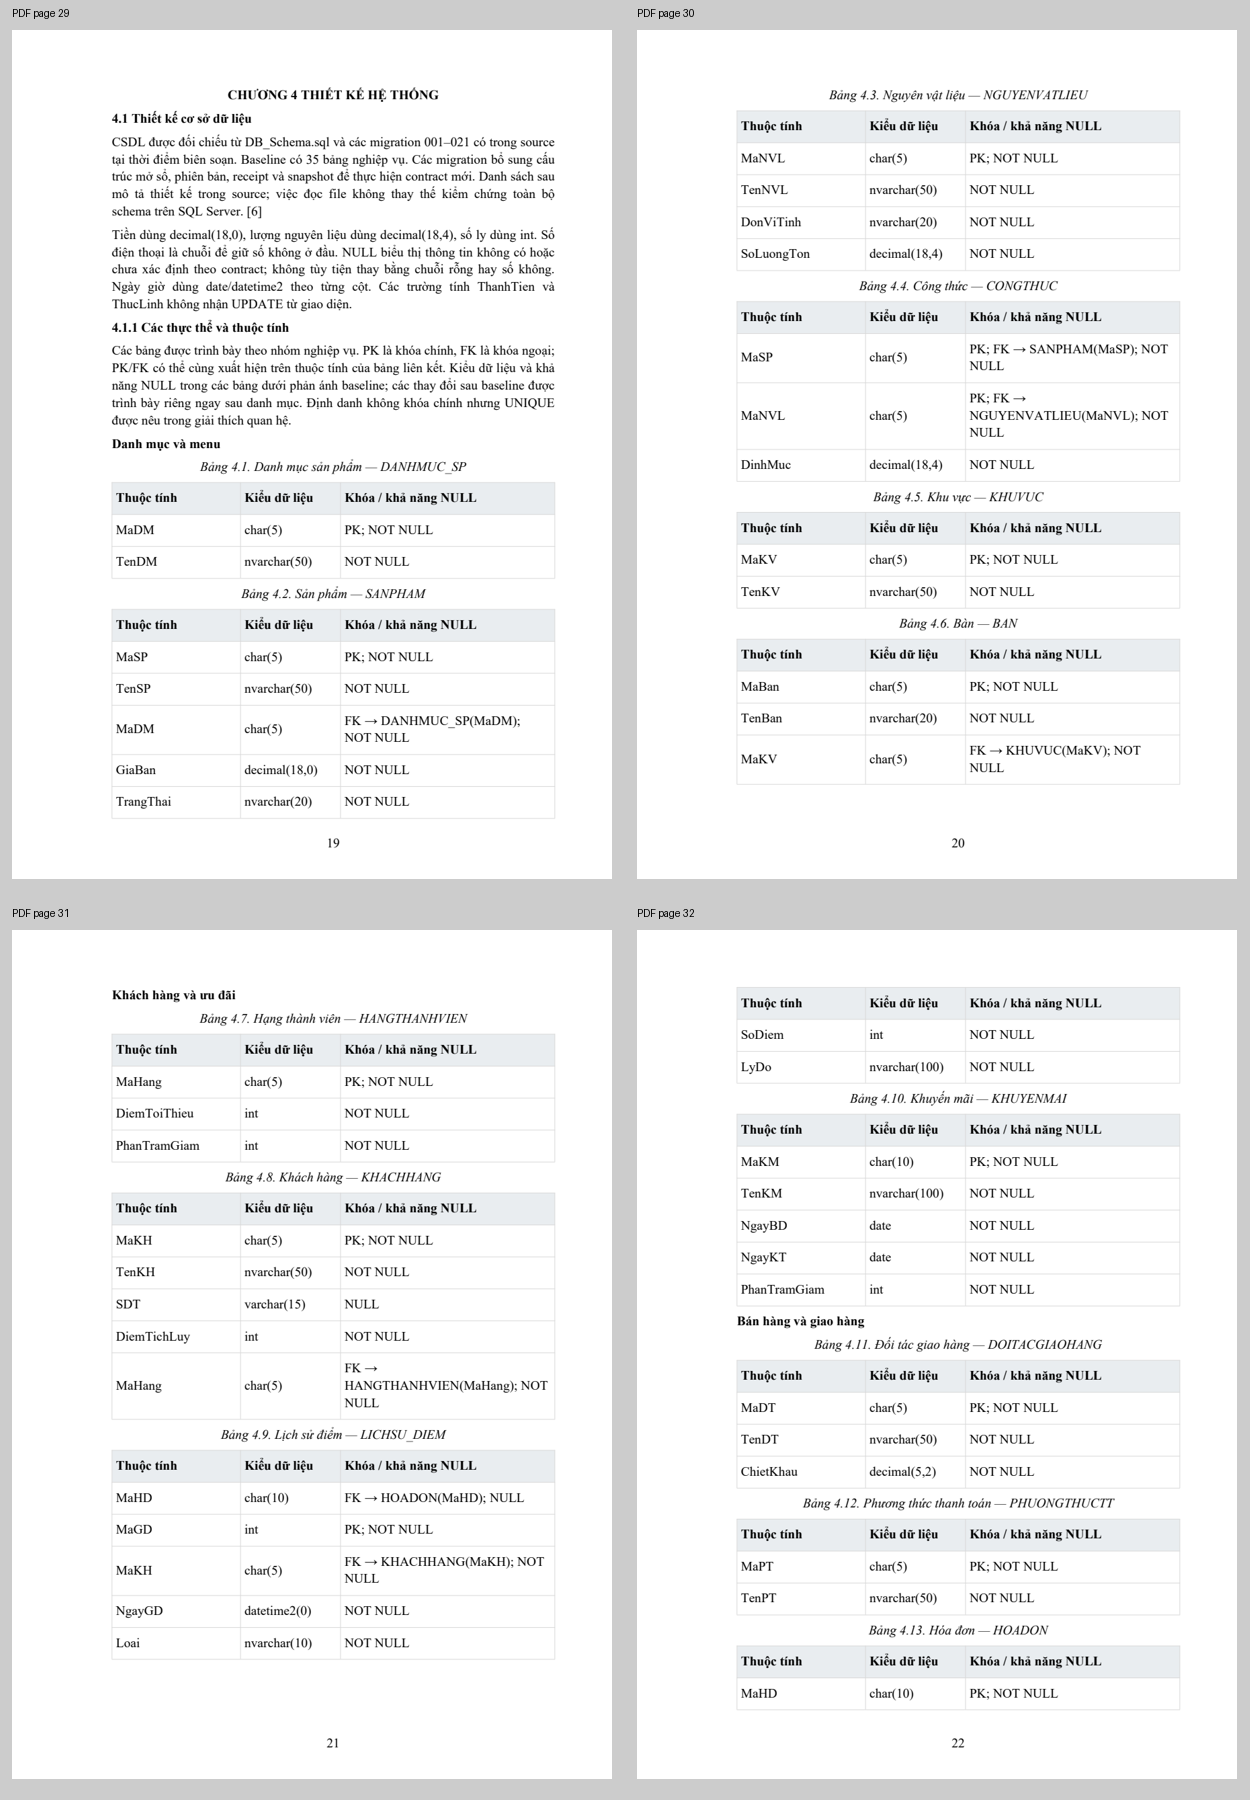 PDF page 29
CHƯƠNG 4 THIẾT KẾ HỆ THỐNG
4.1 Thiết kế cơ sở dữ liệu
CSDL được đối chiếu từ DB_Schema.sql và các migration 001–021 có trong source
tại thời điểm biên soạn. Baseline có 35 bảng nghiệp vụ. Các migration bổ sung cấu
trúc mở sổ, phiên bản, receipt và snapshot để thực hiện contract mới. Danh sách sau
mô tả thiết kế trong source; việc đọc file không thay thế kiểm chứng toàn bộ
schema trên SQL Server. [6]
Tiền dùng decimal(18,0), lượng nguyên liệu dùng decimal(18,4), số ly dùng int. Số
điện thoại là chuỗi để giữ số không ở đầu. NULL biểu thị thông tin không có hoặc
chưa xác định theo contract; không tùy tiện thay bằng chuỗi rỗng hay số không.
Ngày giờ dùng date/datetime2 theo từng cột. Các trường tính ThanhTien và
ThucLinh không nhận UPDATE từ giao diện.
4.1.1 Các thực thể và thuộc tính
Các bảng được trình bày theo nhóm nghiệp vụ. PK là khóa chính, FK là khóa ngoại;
PK/FK có thể cùng xuất hiện trên thuộc tính của bảng liên kết. Kiểu dữ liệu và khả
năng NULL trong các bảng dưới phản ánh baseline; các thay đổi sau baseline được
trình bày riêng ngay sau danh mục. Định danh không khóa chính nhưng UNIQUE
được nêu trong giải thích quan hệ.
Danh mục và menu
Bảng 4.1. Danh mục sản phẩm — DANHMUC_SP
Thuộc tính Kiểu dữ liệu Khóa / khả năng NULL
MaDM char(5) PK; NOT NULL
TenDM nvarchar(50) NOT NULL
Bảng 4.2. Sản phẩm — SANPHAM
Thuộc tính Kiểu dữ liệu Khóa / khả năng NULL
MaSP char(5) PK; NOT NULL
TenSP nvarchar(50) NOT NULL
MaDM char(5) FK → DANHMUC_SP(MaDM);
NOT NULL
GiaBan decimal(18,0) NOT NULL
TrangThai nvarchar(20) NOT NULL
19
PDF page 30
Bảng 4.3. Nguyên vật liệu — NGUYENVATLIEU
Thuộc tính Kiểu dữ liệu Khóa / khả năng NULL
MaNVL char(5) PK; NOT NULL
TenNVL nvarchar(50) NOT NULL
DonViTinh nvarchar(20) NOT NULL
SoLuongTon decimal(18,4) NOT NULL
Bảng 4.4. Công thức — CONGTHUC
Thuộc tính Kiểu dữ liệu Khóa / khả năng NULL
MaSP char(5) PK; FK → SANPHAM(MaSP); NOT
NULL
MaNVL char(5) PK; FK →
NGUYENVATLIEU(MaNVL); NOT
NULL
DinhMuc decimal(18,4) NOT NULL
Bảng 4.5. Khu vực — KHUVUC
Thuộc tính Kiểu dữ liệu Khóa / khả năng NULL
MaKV char(5) PK; NOT NULL
TenKV nvarchar(50) NOT NULL
Bảng 4.6. Bàn — BAN
Thuộc tính Kiểu dữ liệu Khóa / khả năng NULL
MaBan char(5) PK; NOT NULL
TenBan nvarchar(20) NOT NULL
MaKV char(5) FK → KHUVUC(MaKV); NOT
NULL
20
PDF page 31
Khách hàng và ưu đãi
Bảng 4.7. Hạng thành viên — HANGTHANHVIEN
Thuộc tính Kiểu dữ liệu Khóa / khả năng NULL
MaHang char(5) PK; NOT NULL
DiemToiThieu int NOT NULL
PhanTramGiam int NOT NULL
Bảng 4.8. Khách hàng — KHACHHANG
Thuộc tính Kiểu dữ liệu Khóa / khả năng NULL
MaKH char(5) PK; NOT NULL
TenKH nvarchar(50) NOT NULL
SDT varchar(15) NULL
DiemTichLuy int NOT NULL
MaHang char(5) FK →
HANGTHANHVIEN(MaHang); NOT
NULL
Bảng 4.9. Lịch sử điểm — LICHSU_DIEM
Thuộc tính Kiểu dữ liệu Khóa / khả năng NULL
MaHD char(10) FK → HOADON(MaHD); NULL
MaGD int PK; NOT NULL
MaKH char(5) FK → KHACHHANG(MaKH); NOT
NULL
NgayGD datetime2(0) NOT NULL
Loai nvarchar(10) NOT NULL
21
PDF page 32
Thuộc tính Kiểu dữ liệu Khóa / khả năng NULL
SoDiem int NOT NULL
LyDo nvarchar(100) NOT NULL
Bảng 4.10. Khuyến mãi — KHUYENMAI
Thuộc tính Kiểu dữ liệu Khóa / khả năng NULL
MaKM char(10) PK; NOT NULL
TenKM nvarchar(100) NOT NULL
NgayBD date NOT NULL
NgayKT date NOT NULL
PhanTramGiam int NOT NULL
Bán hàng và giao hàng
Bảng 4.11. Đối tác giao hàng — DOITACGIAOHANG
Thuộc tính Kiểu dữ liệu Khóa / khả năng NULL
MaDT char(5) PK; NOT NULL
TenDT nvarchar(50) NOT NULL
ChietKhau decimal(5,2) NOT NULL
Bảng 4.12. Phương thức thanh toán — PHUONGTHUCTT
Thuộc tính Kiểu dữ liệu Khóa / khả năng NULL
MaPT char(5) PK; NOT NULL
TenPT nvarchar(50) NOT NULL
Bảng 4.13. Hóa đơn — HOADON
Thuộc tính Kiểu dữ liệu Khóa / khả năng NULL
MaHD char(10) PK; NOT NULL
22